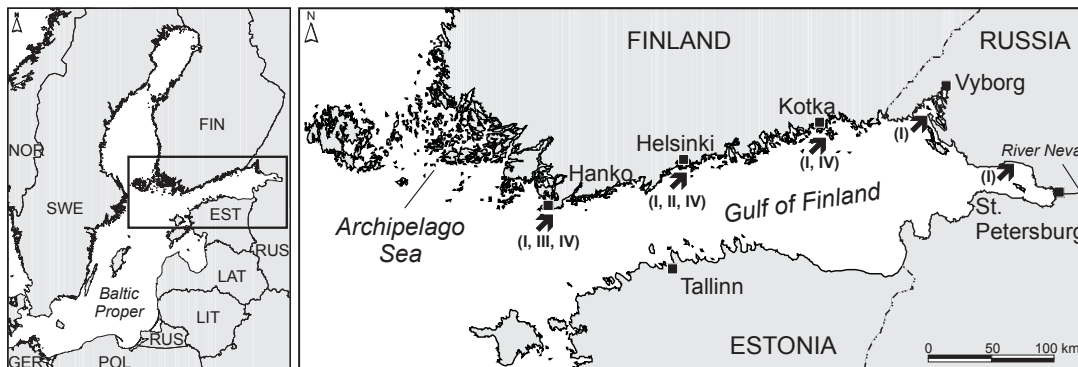 N
NOR
SWE
FIN
EST
RUS
LAT
LIT
RUS
Baltic
Proper
GER
POL
N
FINLAND
RUSSIA
Vyborg
Kotka
(I)
Helsinki
(I, IV)
River Neva
Hanko
(I)
(I, II, IV)
Gulf of Finland
Archipelago
Sea
(I, III, IV)
St.
Petersburg
Tallinn
ESTONIA
0 50 100 km